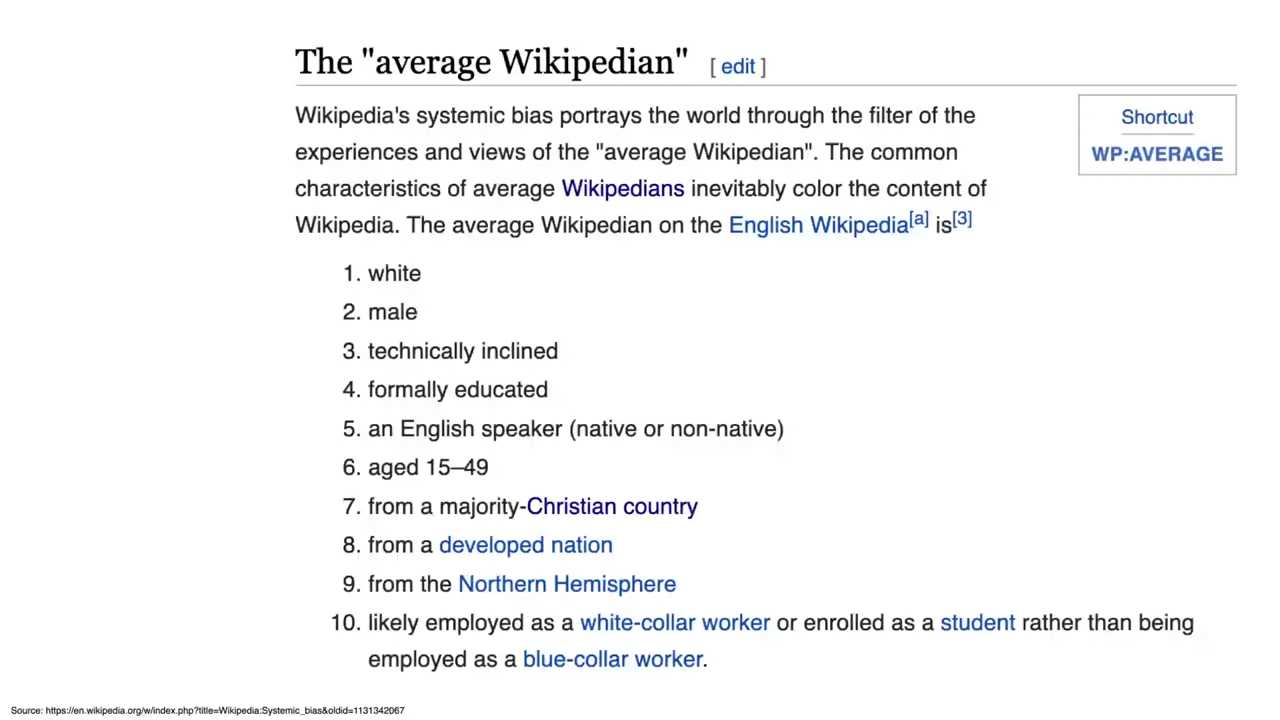 The "average Wikipedian" [ edit ]
Shortcut
WP:AVERAGE
Wikipedia's systemic bias portrays the world through the filter of the
experiences and views of the "average Wikipedian". The common
characteristics of average Wikipedians inevitably color the content of
Wikipedia. The average Wikipedian on the English Wikipedia[a] is[3]
1. white
2. male
3. technically inclined
4. formally educated
5. an English speaker (native or non-native)
6. aged 15–49
7. from a majority-Christian country
8. from a developed nation
9. from the Northern Hemisphere
10. likely employed as a white-collar worker or enrolled as a student rather than being
employed as a blue-collar worker.
Source: https://en.wikipedia.org/w/index.php?title=Wikipedia:Systemic_bias&oldid=1131342067